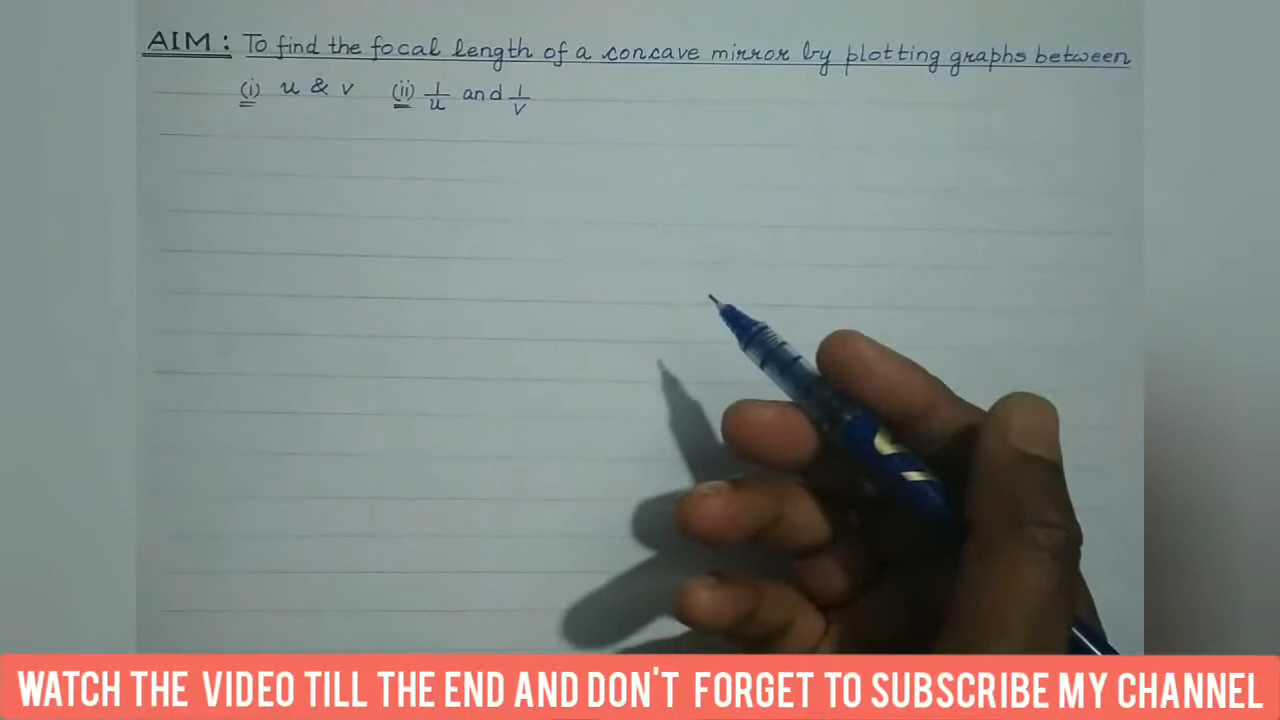 AIM : To find the focal length of a concave mirror by plotting graphs between
(i) u & v (ii) 1/u and 1/v
WATCH THE VIDEO TILL THE END AND DON'T FORGET TO SUBSCRIBE MY CHANNEL